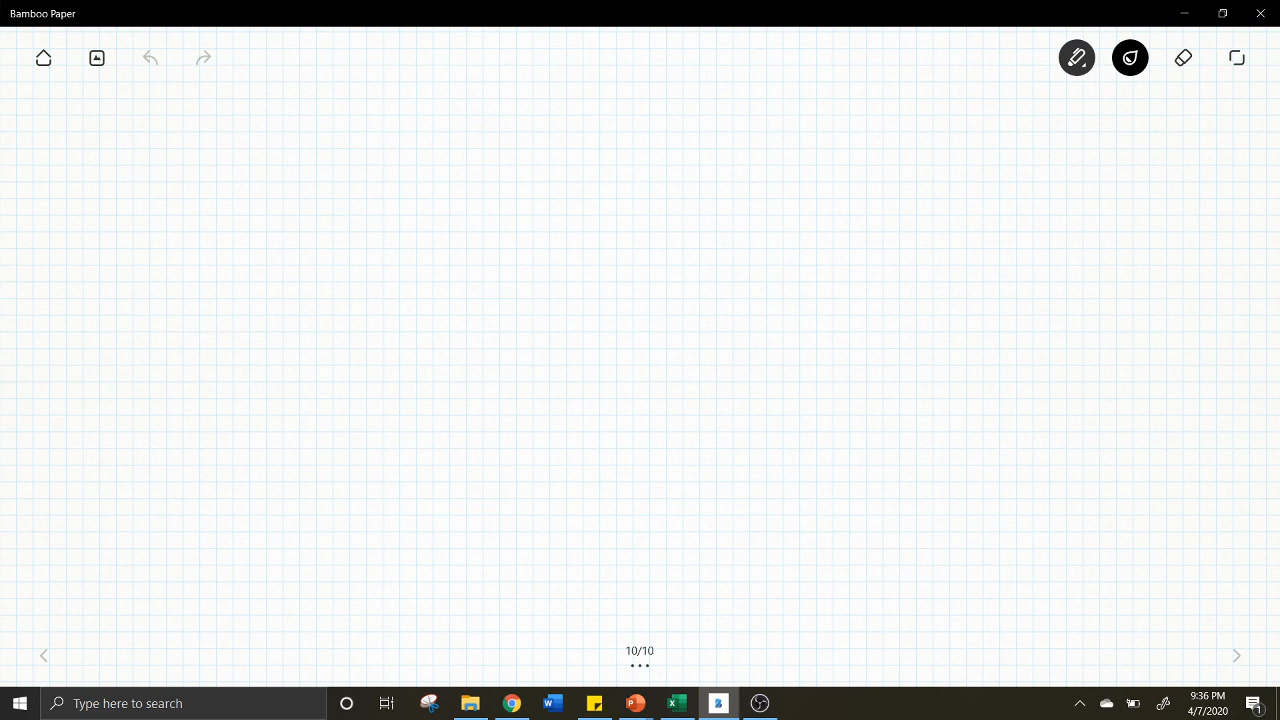 Bamboo Paper
10/10
Type here to search
9:36 PM
4/7/2020